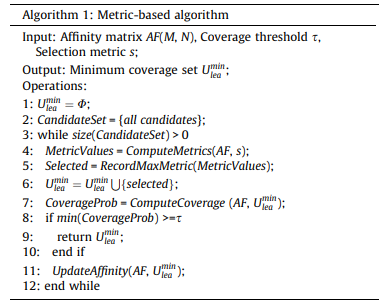 Algorithm 1: Metric-based algorithm
Input: Affinity matrix AF(M, N), Coverage threshold τ,
Selection metric s;
Output: Minimum coverage set U_{lea}^{min};
Operations:
1: U_{lea}^{min} = Φ;
2: CandidateSet = {all candidates};
3: while size(CandidateSet) > 0
4: MetricValues = ComputeMetrics(AF, s);
5: Selected = RecordMaxMetric(MetricValues);
6: U_{lea}^{min} = U_{lea}^{min} ⋃{selected};
7: CoverageProb = ComputeCoverage (AF, U_{lea}^{min});
8: if min(CoverageProb) >=τ
9: return U_{lea}^{min};
10: end if
11: UpdateAffinity(AF, U_{lea}^{min});
12: end while